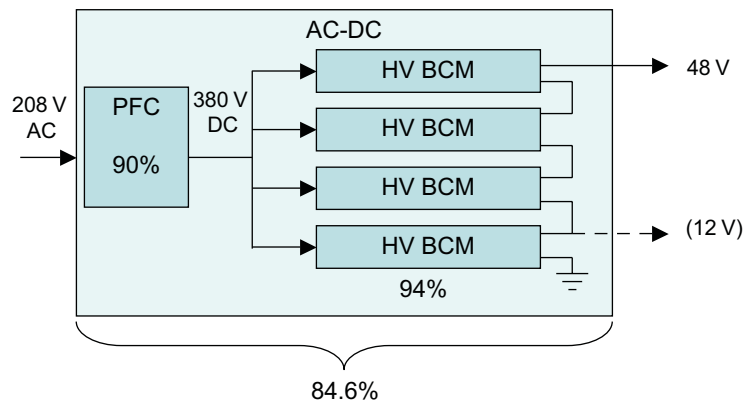 AC-DC
HV BCM
48 V
208 V
AC
PFC
90%
380 V
DC
HV BCM
HV BCM
HV BCM
(12 V)
94%
84.6%